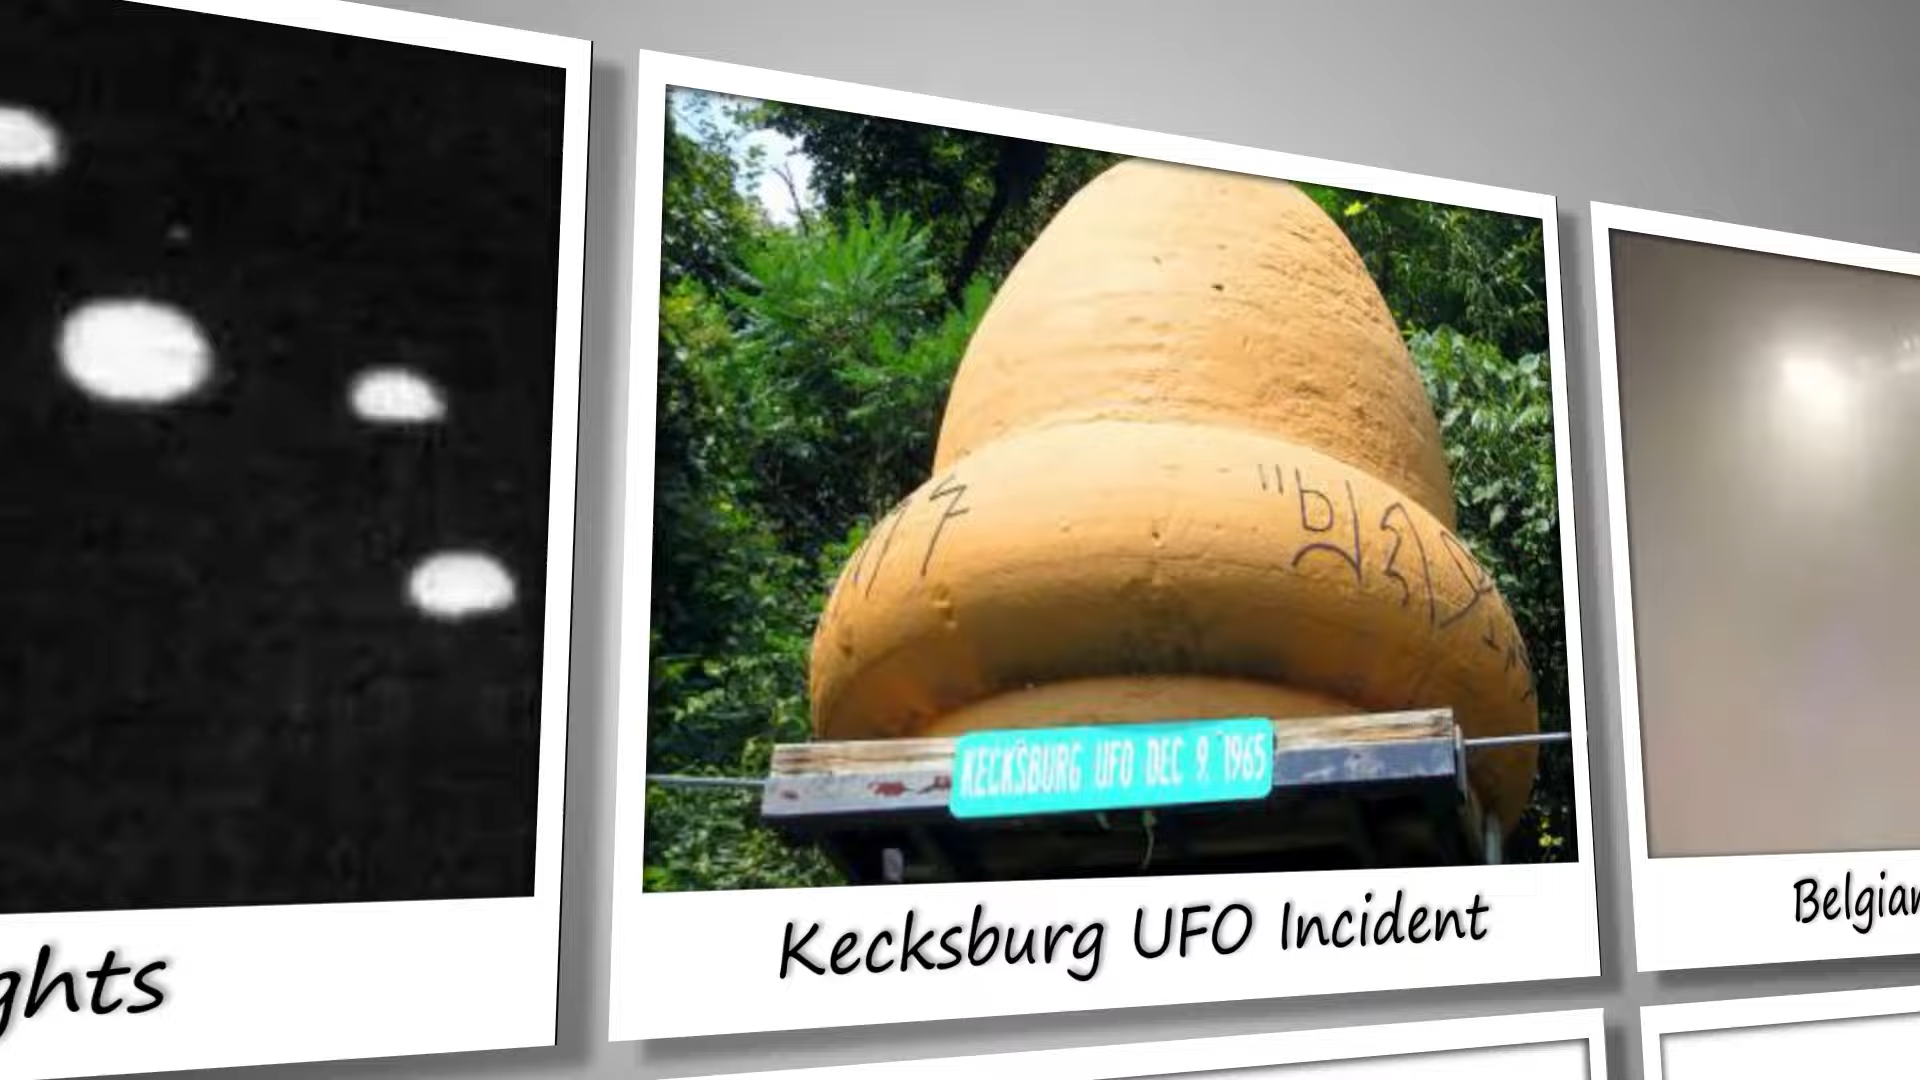 ghts
KECKSBURG UFO DEC 9, 1965
Kecksburg UFO Incident
Belgian